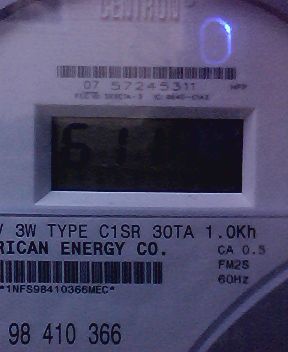 CENTRON
07 57245311
V 3W TYPE C1SR 30TA 1.0Kh
RICAN ENERGY CO. CA 0.5
FM2S
60Hz
*1NFS98410366MEC*
98 410 366